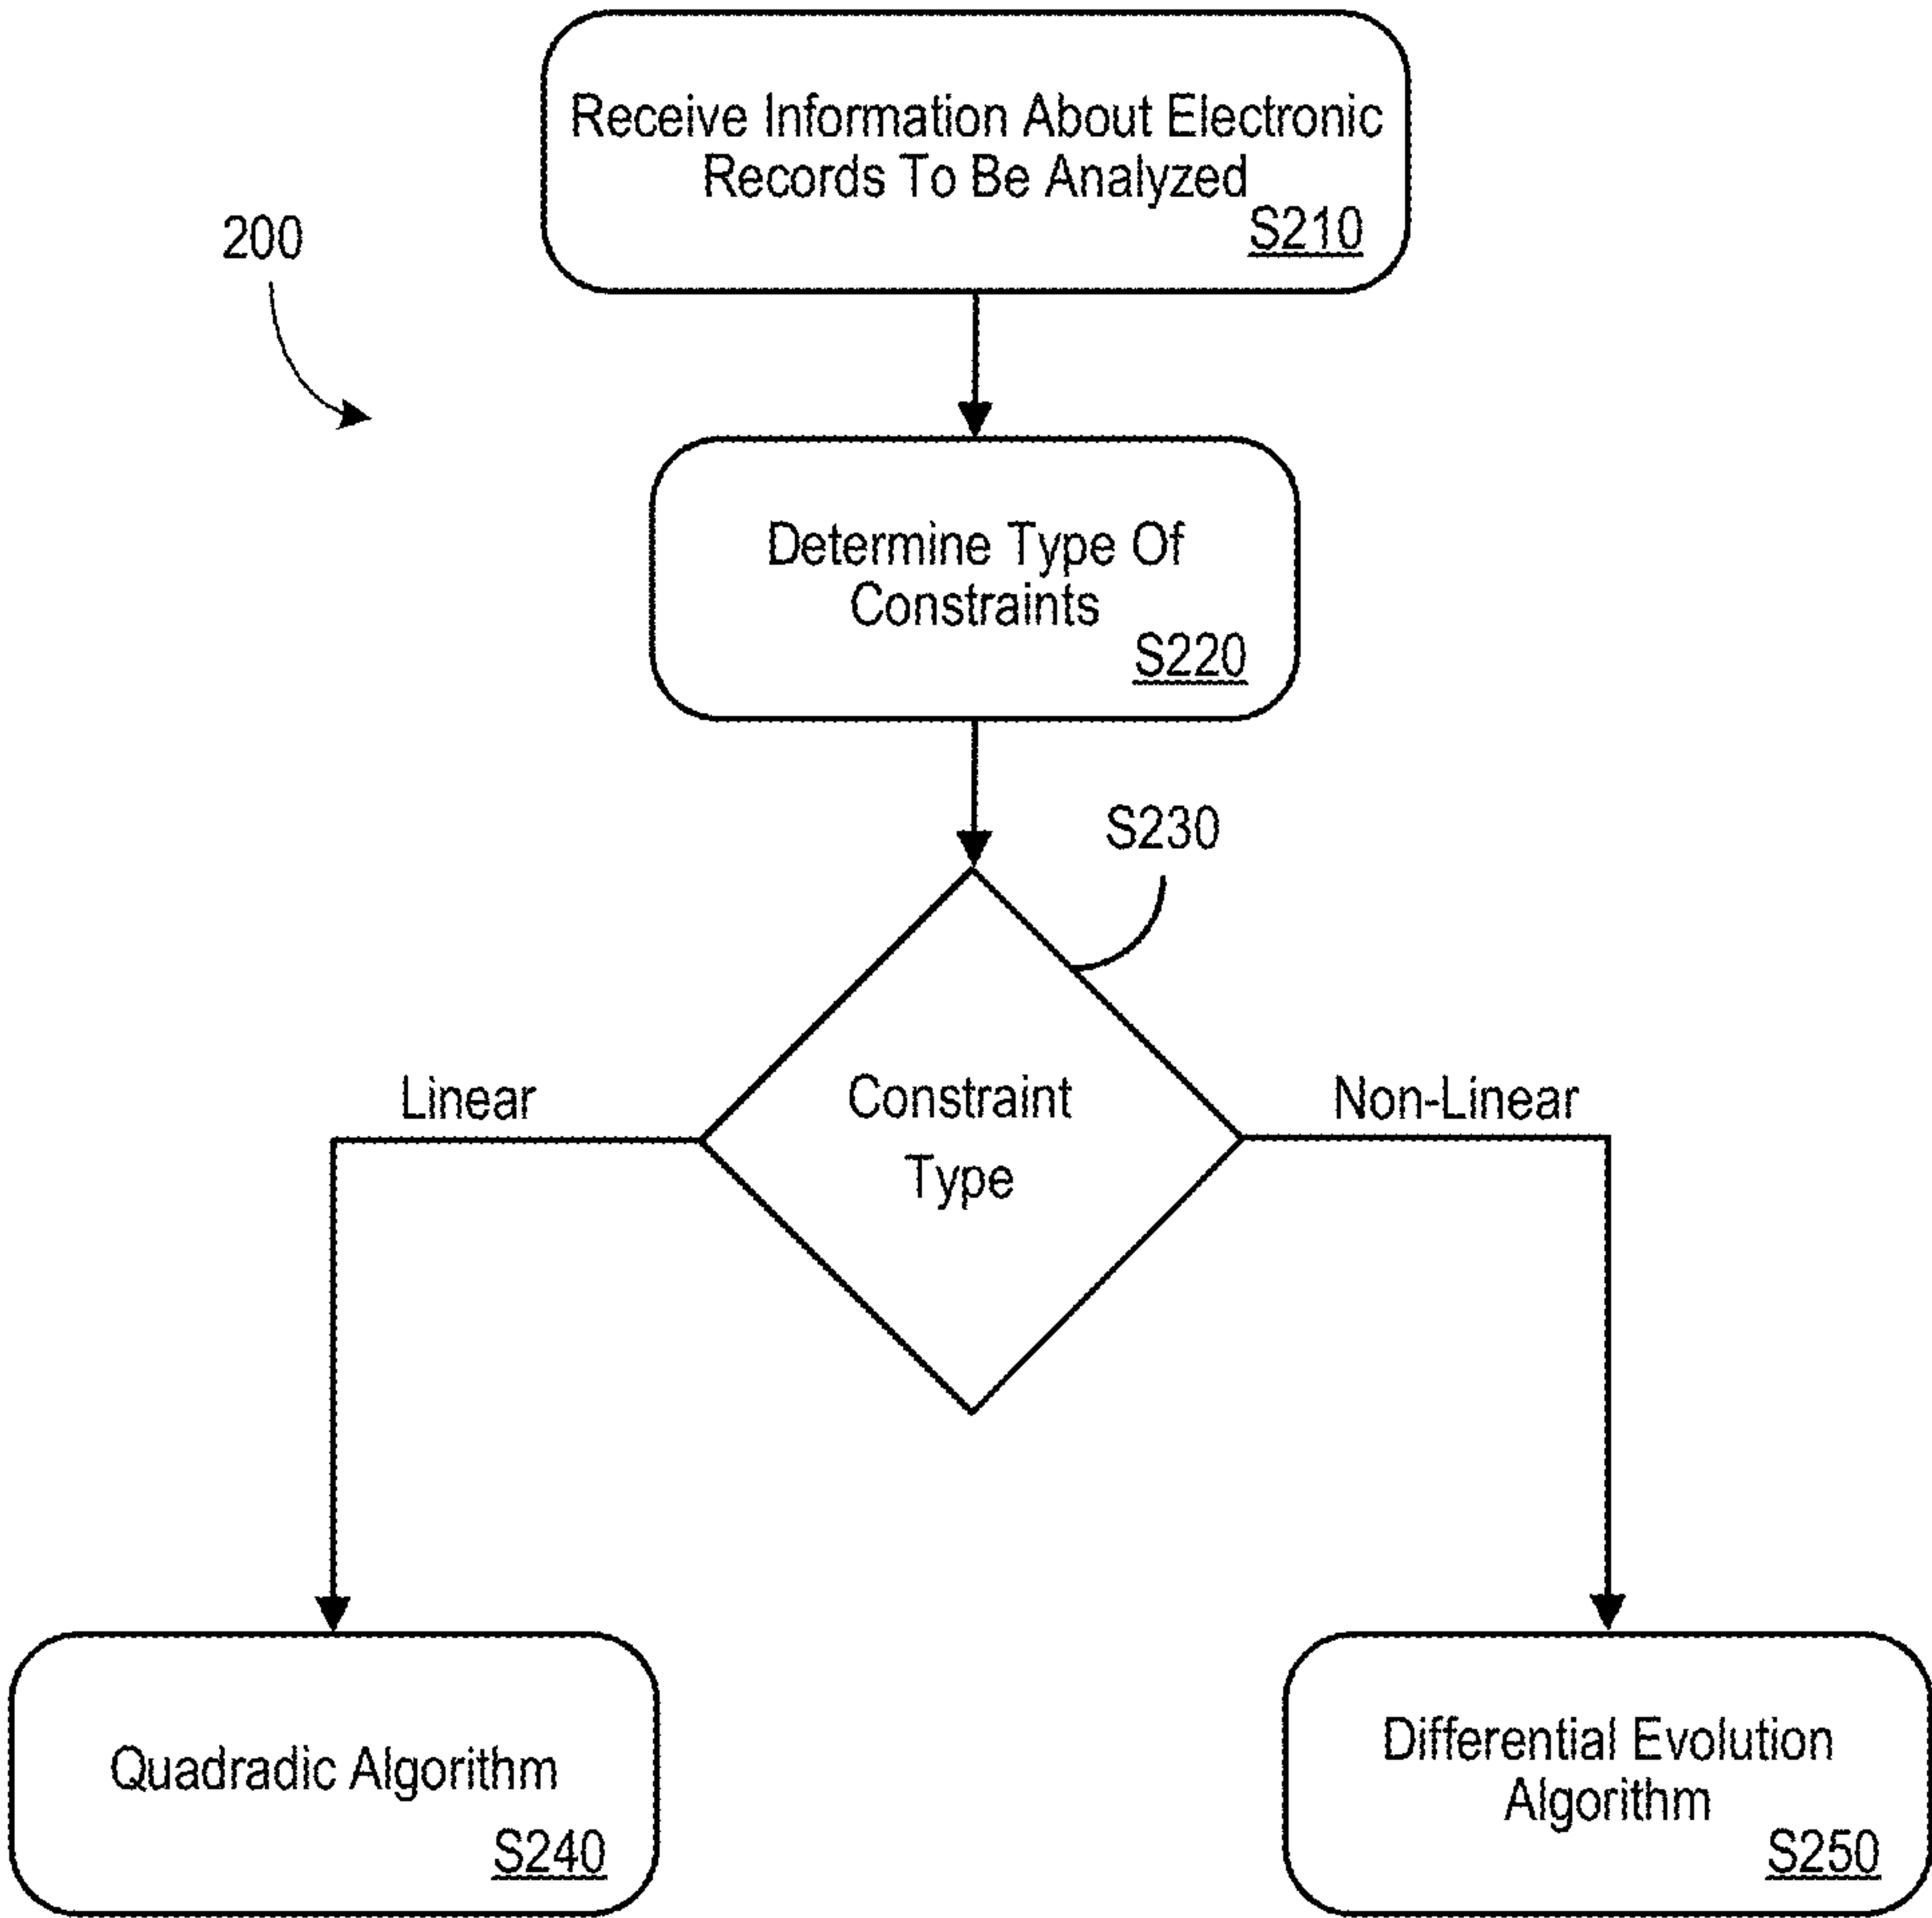 Receive Information About Electronic
Records To Be Analyzed
S210
200
Determine Type Of
Constraints
S220
S230
Linear
Constraint
Type
Non-Linear
Quadradic Algorithm
S240
Differential Evolution
Algorithm
S250